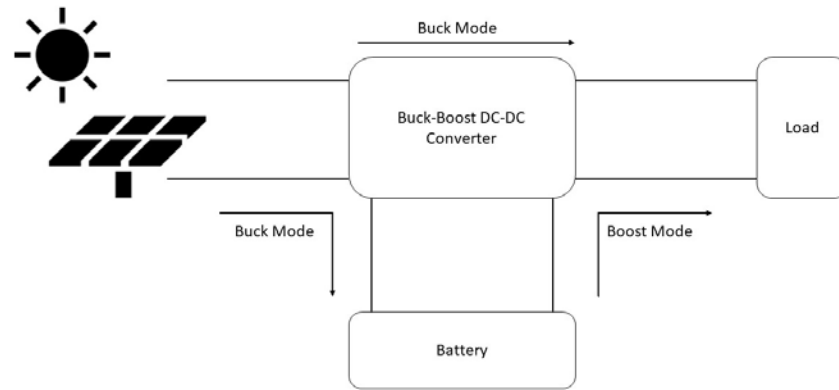 Buck Mode
Buck-Boost DC-DC
Converter
Load
Buck Mode
Boost Mode
Battery